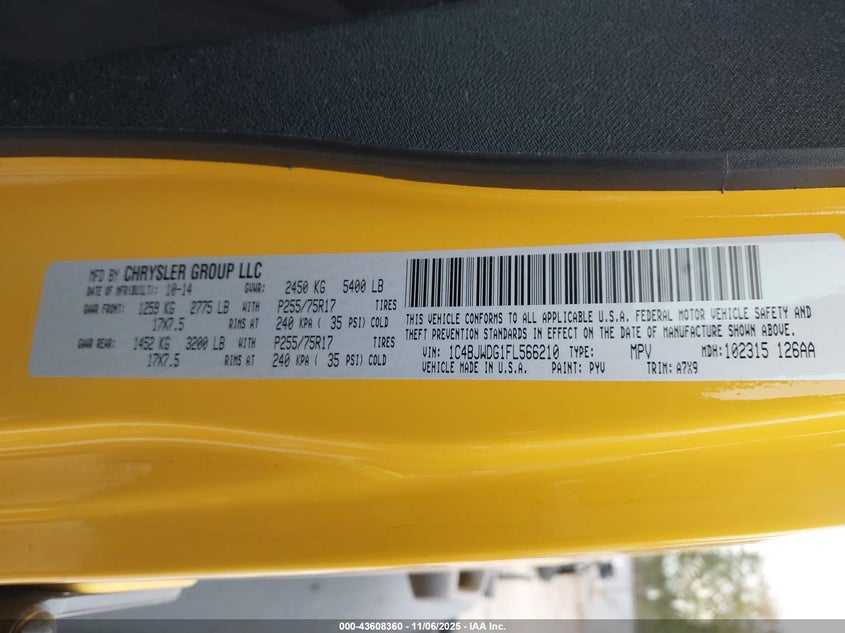 MFD BY CHRYSLER GROUP LLC
DATE OF MFR(BUILT): 10-14 GVWR: 2450 KG 5400 LB
GAWR FRONT: 1259 KG 2775 LB WITH P255/75R17 TIRES
17X7.5 RIMS AT 240 KPA ( 35 PSI) COLD
GAWR REAR: 1452 KG 3200 LB WITH P255/75R17 TIRES
17X7.5 RIMS AT 240 KPA ( 35 PSI) COLD
THIS VEHICLE CONFORMS TO ALL APPLICABLE U.S.A. FEDERAL MOTOR VEHICLE SAFETY AND
THEFT PREVENTION STANDARDS IN EFFECT ON THE DATE OF MANUFACTURE SHOWN ABOVE.
VIN: 1C4BJWDG1FL566210 TYPE: MPV MDH:102315 126AA
VEHICLE MADE IN U.S.A. PAINT: PYV TRIM: A7X9
000-43608360 - 11/06/2025 - IAA Inc.